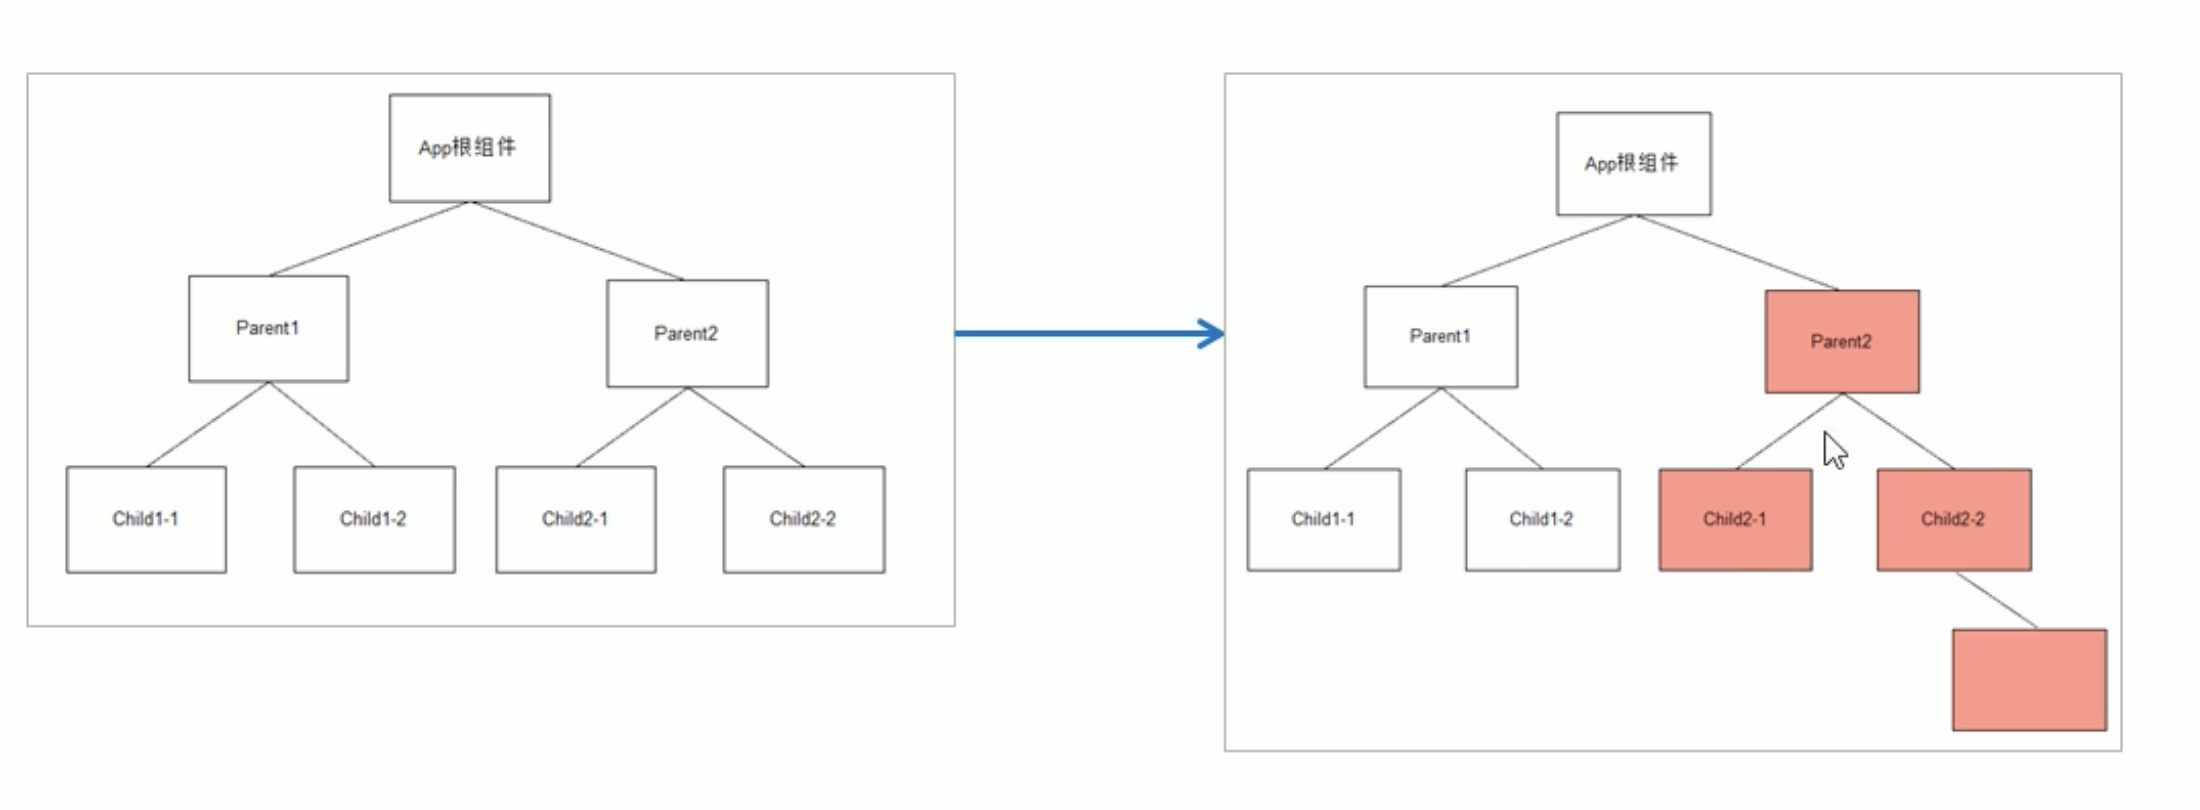 App根组件
Parent1
Parent2
Child1-1
Child1-2
Child2-1
Child2-2
App根组件
Parent1
Parent2
Child1-1
Child1-2
Child2-1
Child2-2